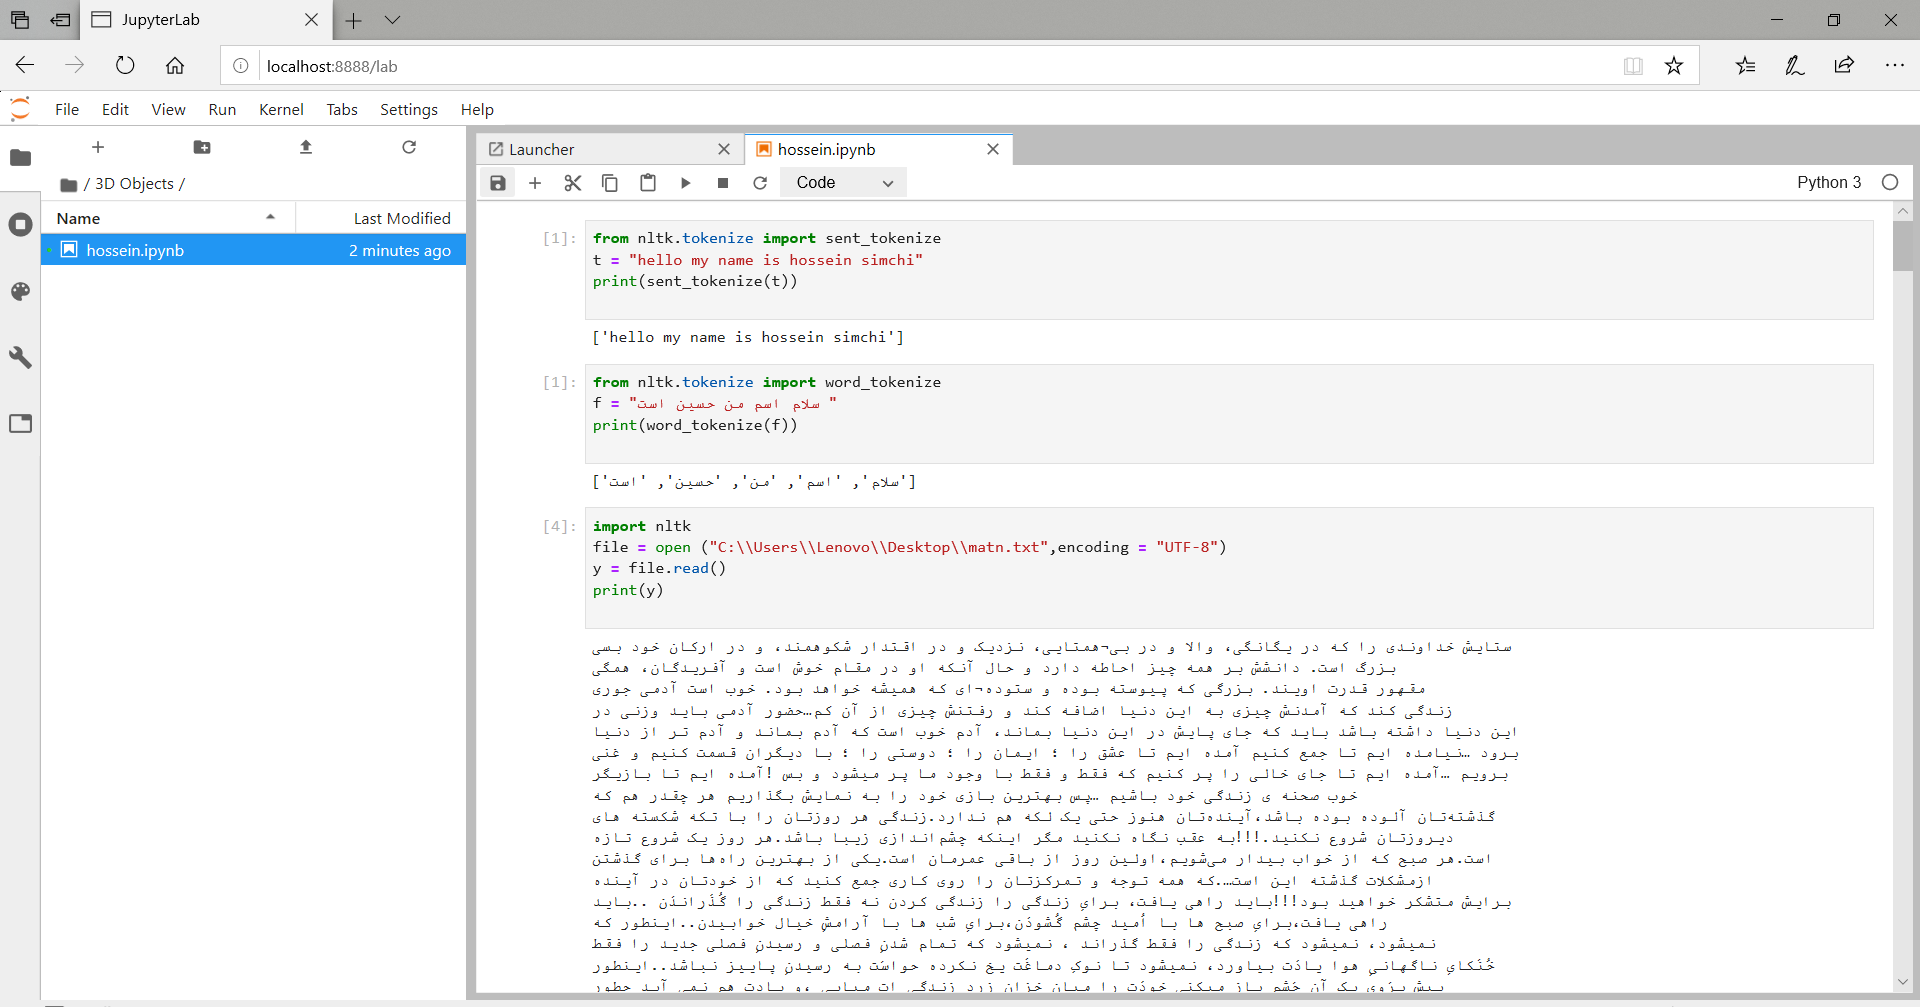 JupyterLab
localhost:8888/lab
File Edit View Run Kernel Tabs Settings Help
/ 3D Objects /
Name Last Modified
hossein.ipynb 2 minutes ago
Launcher
hossein.ipynb
Code
Python 3
[1]:
from nltk.tokenize import sent_tokenize
t = "hello my name is hossein simchi"
print(sent_tokenize(t))
['hello my name is hossein simchi']
[1]:
from nltk.tokenize import word_tokenize
f = "سلام اسم من حسین است "
print(word_tokenize(f))
['سلام', 'اسم', 'من', 'حسین', 'است']
[4]:
import nltk
file = open ("C:\\Users\\Lenovo\\Desktop\\matn.txt",encoding = "UTF-8")
y = file.read()
print(y)
ستایش خداوندی را که در یگانگی، والا و در بی¬همتایی، نزدیک و در اقتدار شکوهمند، و در ارکان خود بسی
بزرگ است. دانشش بر همه چیز احاطه دارد و حال آنکه او در مقام خوش است و آفریدگان، همگی
مقهور قدرت اویند. بزرگی که پیوسته بوده و ستوده¬ای که همیشه خواهد بود. خوب است آدمی جوری
زندگی کند که آمدنش چیزی به این دنیا اضافه کند و رفتنش چیزی از آن کم…حضور آدمی باید وزنی در
این دنیا داشته باشد باید که جای پایش در این دنیا بماند، آدم خوب است که آدم بماند و آدم تر از دنیا
برود …نیامده ایم تا جمع کنیم آمده ایم تا عشق را ؛ ایمان را ؛ دوستی را ؛ با دیگران قسمت کنیم و غنی
برویم …آمده ایم تا جای خالی را پر کنیم که فقط و فقط با وجود ما پر میشود و بس !آمده ایم تا بازیگر
خوب صحنه ی زندگی خود باشیم …پس بهترین بازی خود را به نمایش بگذاریم هر چقدر هم که
گذشته‌تان آلوده بوده باشد،آینده‌تان هنوز حتی یک لکه هم ندارد.زندگی هر روزتان را با تکه شکسته های
دیروزتان شروع نکنید.!!!به عقب نگاه نکنید مگر اینکه چشم‌اندازی زیبا باشد.هر روز یک شروع تازه
است.هر صبح که از خواب بیدار می‌شویم،اولین روز از باقی عمرمان است.یکی از بهترین راه‌ها برای گذشتن
ازمشکلات گذشته این است….که همه توجه و تمرکزتان را روی کاری جمع کنید که از خودتان در آینده
برایش متشکر خواهید بود!!!باید راهی یافت، برایِ زندگی را زندگی کردن نه فقط زندگی را گُذَراندَن ..باید
راهی یافت،برایِ صبح ها با اُمید چشم گُشودَن،برایِ شب ها با آرامشِ خیال خوابیدن..اینطور که
نمیشود، نمیشود که زندگی را فقط گذراند ، نمیشود که تمام شدنِ فصلی و رسیدنِ فصلی جدید را فقط
خُنَکایِ ناگهانیِ هوا یادَت بیاورد، نمیشود تا نوکِ دماغَت یخ نکرده حواسَت به رسیدنِ پاییز نباشد..اینطور